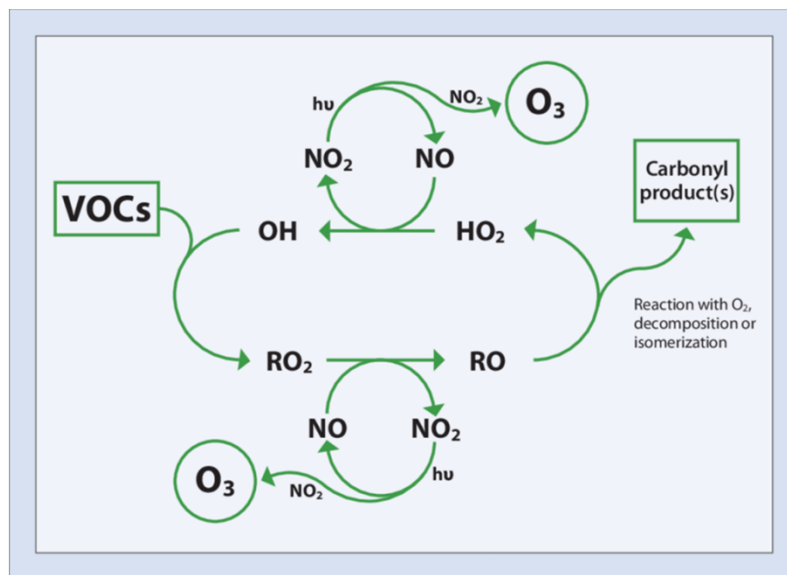 hυ
NO₂
O₃
NO₂
NO
Carbonyl
product(s)
VOCs
OH
HO₂
Reaction with O₂,
decomposition or
isomerization
RO₂
RO
NO
NO₂
hυ
O₃
NO₂